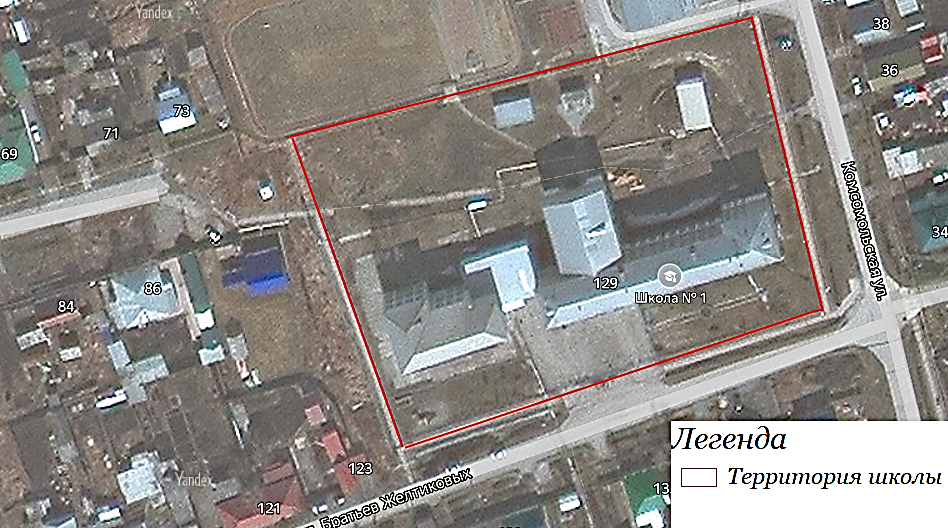 Yandex
38
36
73
71
69
Комсомольская ул.
34
86
84
129
Школа № 1
Легенда
Территория школы
123
Yandex
121
Братьев Желтиковых